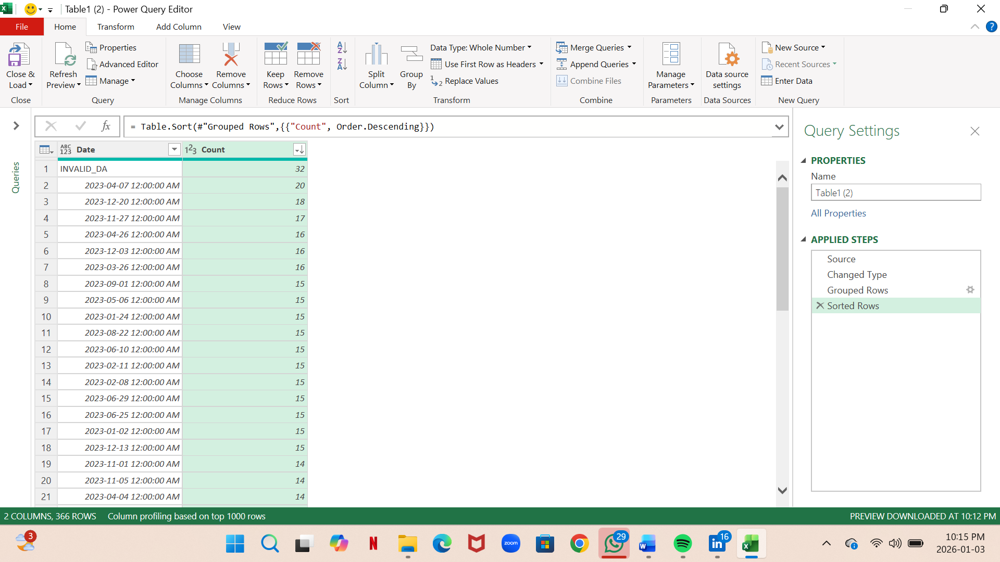 Table1 (2) - Power Query Editor
File Home Transform Add Column View
Close & Load
Close
Refresh Preview
Properties
Advanced Editor
Manage
Query
Choose Columns
Remove Columns
Manage Columns
Keep Rows
Remove Rows
Reduce Rows
Sort
Split Column
Group By
Data Type: Whole Number
Use First Row as Headers
Replace Values
Transform
Merge Queries
Append Queries
Combine Files
Combine
Manage Parameters
Parameters
Data source settings
Data Sources
New Source
Recent Sources
Enter Data
New Query
Queries
fx = Table.Sort(#"Grouped Rows",{{"Count", Order.Descending}})
ABC 123 Date 123 Count
1 INVALID_DA 32
2 2023-04-07 12:00:00 AM 20
3 2023-12-20 12:00:00 AM 18
4 2023-11-27 12:00:00 AM 17
5 2023-04-26 12:00:00 AM 16
6 2023-12-03 12:00:00 AM 16
7 2023-03-26 12:00:00 AM 16
8 2023-09-01 12:00:00 AM 15
9 2023-05-06 12:00:00 AM 15
10 2023-01-24 12:00:00 AM 15
11 2023-08-22 12:00:00 AM 15
12 2023-06-10 12:00:00 AM 15
13 2023-02-11 12:00:00 AM 15
14 2023-02-08 12:00:00 AM 15
15 2023-06-29 12:00:00 AM 15
16 2023-06-25 12:00:00 AM 15
17 2023-01-02 12:00:00 AM 15
18 2023-12-13 12:00:00 AM 15
19 2023-11-01 12:00:00 AM 14
20 2023-11-05 12:00:00 AM 14
21 2023-04-04 12:00:00 AM 14
Query Settings
PROPERTIES
Name
Table1 (2)
All Properties
APPLIED STEPS
Source
Changed Type
Grouped Rows
Sorted Rows
2 COLUMNS, 366 ROWS Column profiling based on top 1000 rows
PREVIEW DOWNLOADED AT 10:12 PM
3
N
zoom
29
W
16
in
X
10:15 PM
2026-01-03